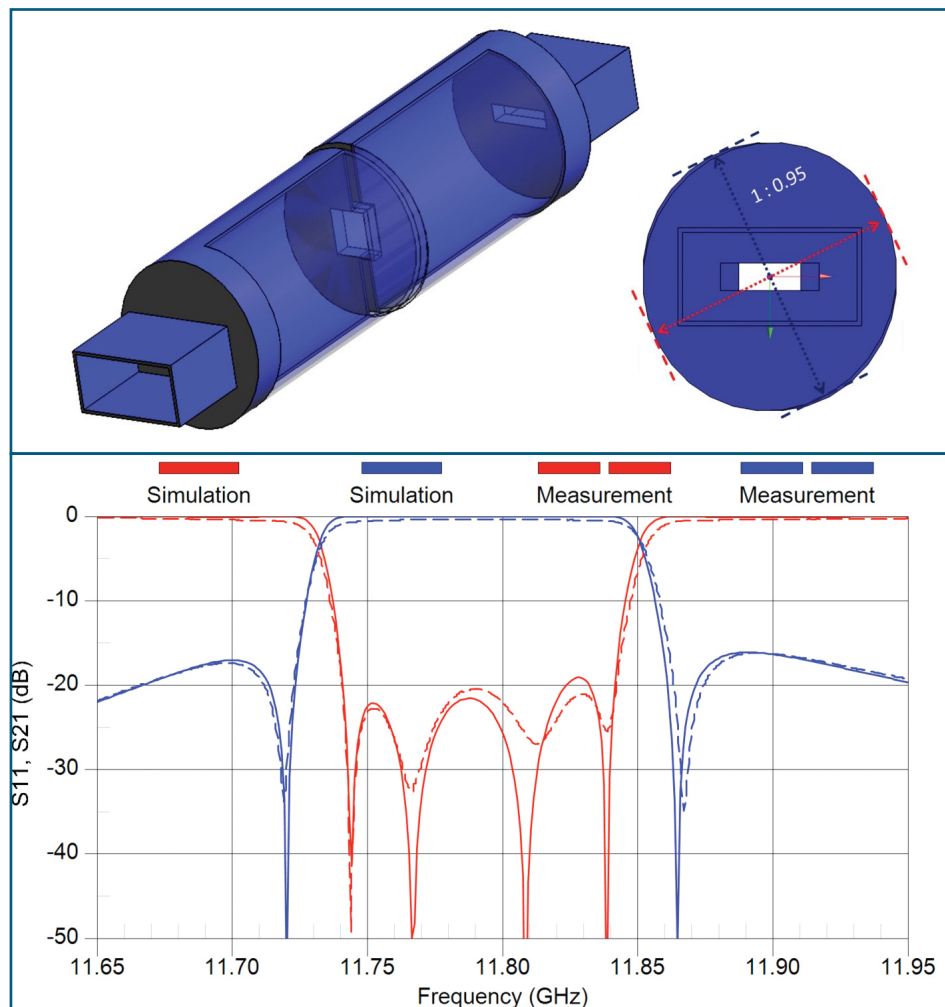 1 : 0.95
Simulation Simulation Measurement Measurement
0
-10
-20
-30
-40
-50
S11, S21 (dB)
11.65 11.70 11.75 11.80 11.85 11.90 11.95
Frequency (GHz)